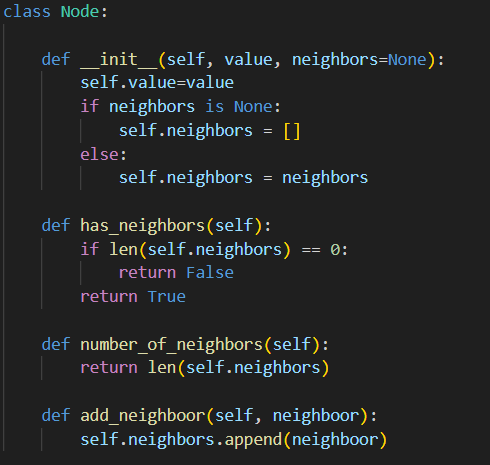 class Node:
def __init__(self, value, neighbors=None):
self.value=value
if neighbors is None:
self.neighbors = []
else:
self.neighbors = neighbors
def has_neighbors(self):
if len(self.neighbors) == 0:
return False
return True
def number_of_neighbors(self):
return len(self.neighbors)
def add_neighboor(self, neighboor):
self.neighbors.append(neighboor)